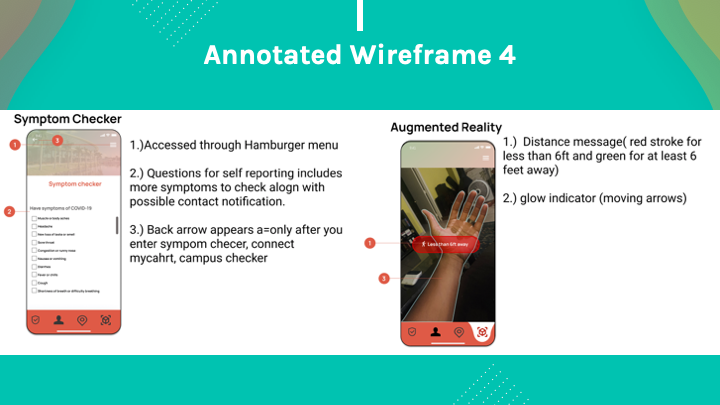 Annotated Wireframe 4
Symptom Checker
1
3
Symptom checker
2
Have symptoms of COVID-19
Muscle or body aches
Headache
New loss of taste or smell
Sore throat
Congestion or runny nose
Nausea or vomiting
Diarrhea
Fever or chills
Cough
Shortness of breath or difficulty breathing
1.)Accessed through Hamburger menu
2.) Questions for self reporting includes
more symptoms to check alogn with
possible contact notification.
3.) Back arrow appears a=only after you
enter sympom checer, connect
mycahrt, campus checker
Augmented Reality
1
Less than 6ft away
3
1.) Distance message( red stroke for
less than 6ft and green for at least 6
feet away)
2.) glow indicator (moving arrows)